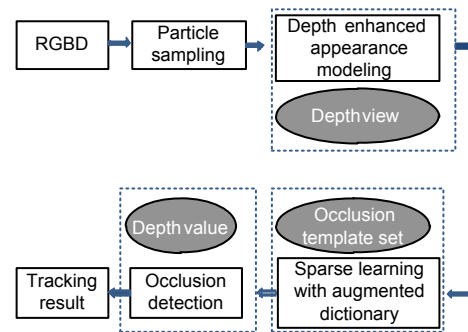 RGBD
Particle
sampling
Depth enhanced
appearance
modeling
Depth view
Depth value
Occlusion
template set
Tracking
result
Occlusion
detection
Sparse learning
with augmented
dictionary